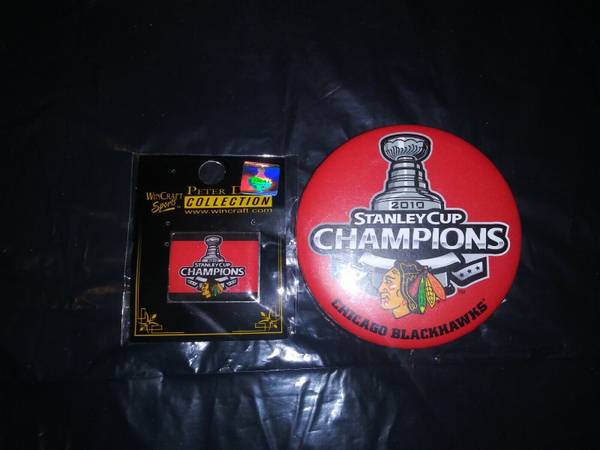 WINCRAFT
Sports
PETER D
COLLECTION
www.wincraft.com
STANLEY CUP
CHAMPIONS
2010
STANLEY CUP
CHAMPIONS
CHICAGO BLACKHAWKS